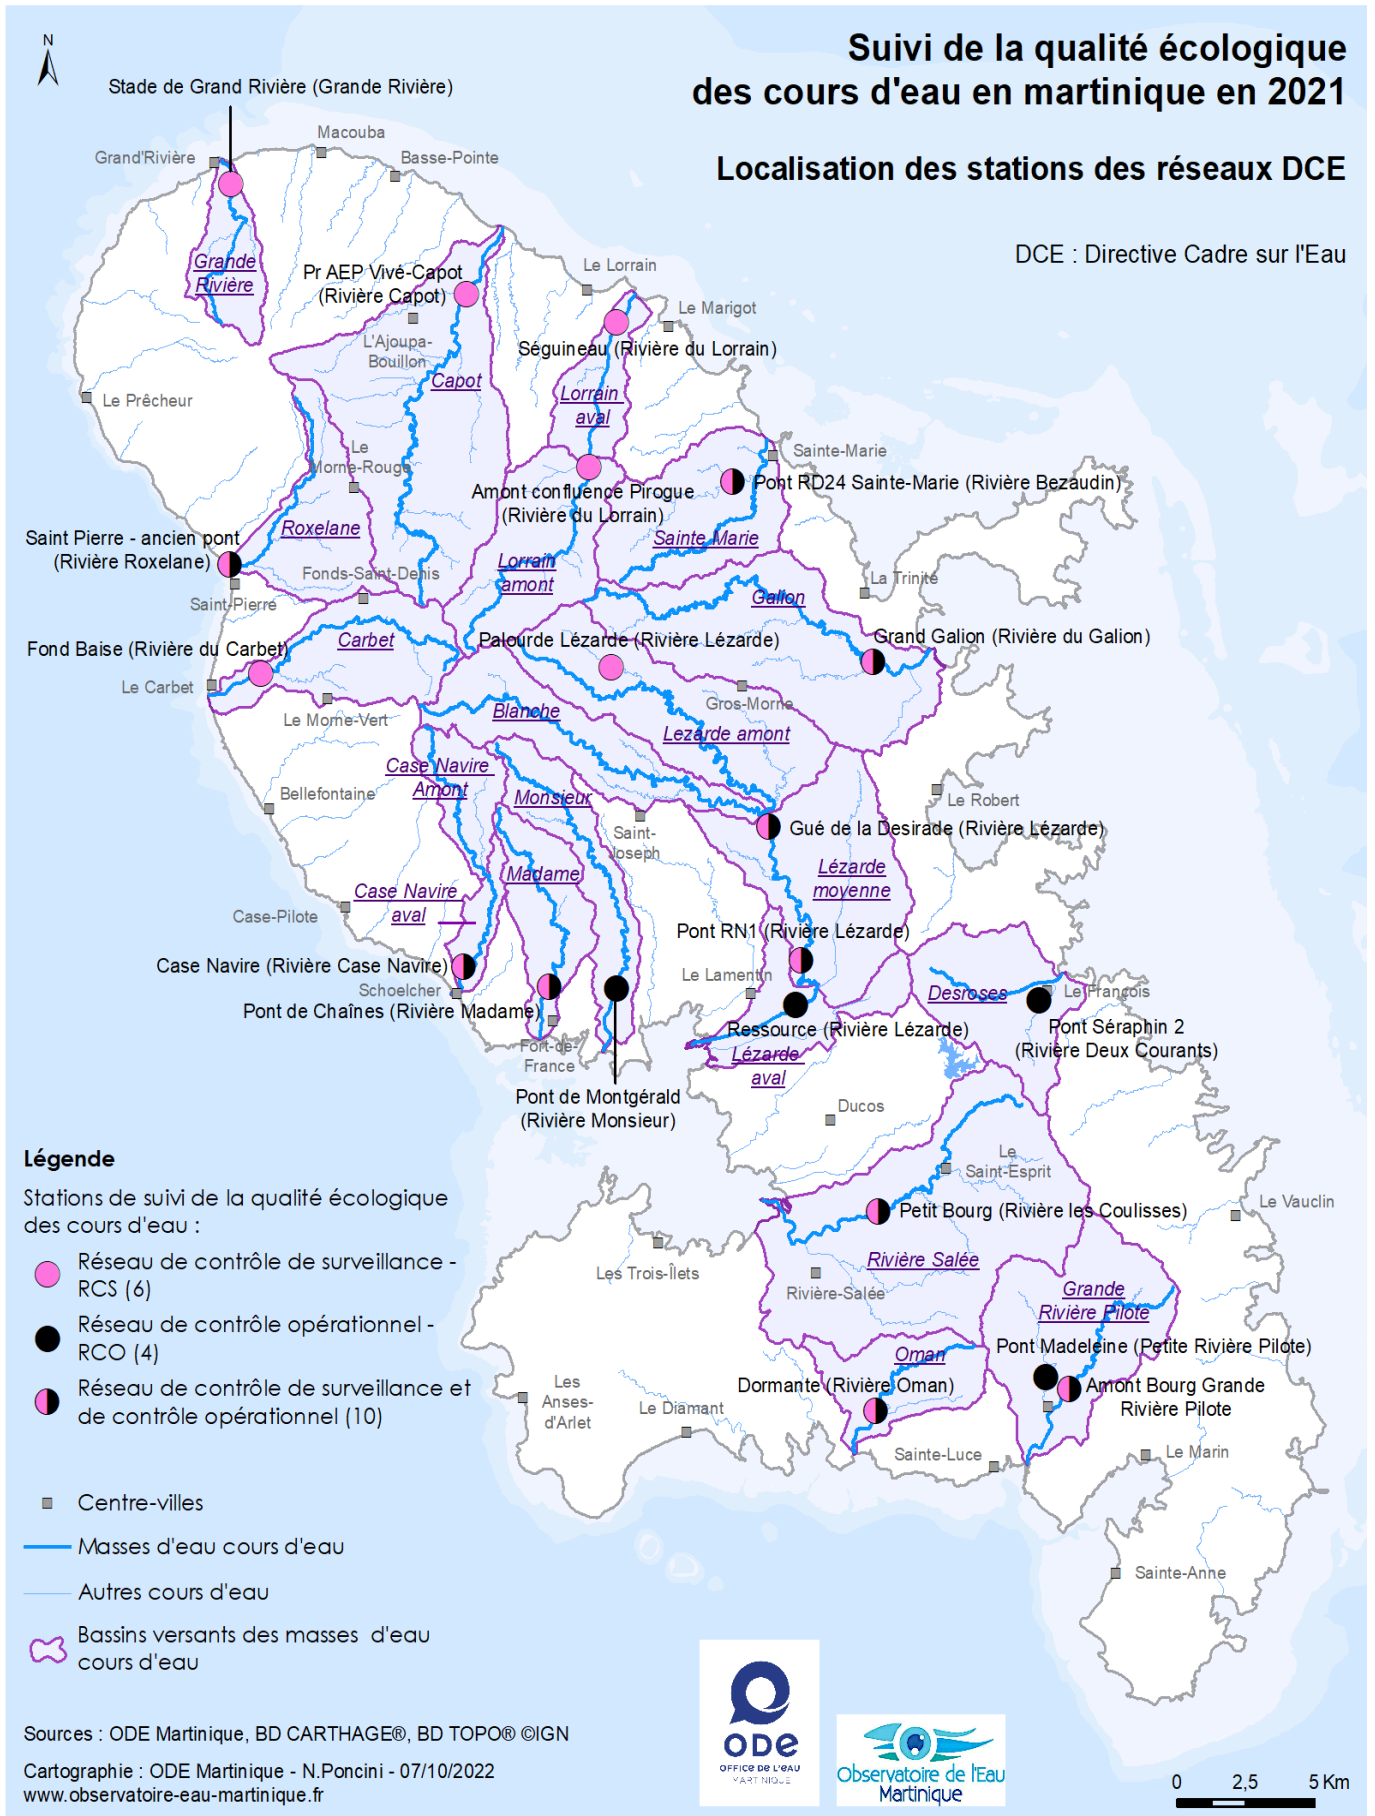 Suivi de la qualité écologique
des cours d'eau en martinique en 2021
Localisation des stations des réseaux DCE
DCE : Directive Cadre sur l'Eau
N
Stade de Grand Rivière (Grande Rivière)
Macouba
Grand'Rivière
Basse-Pointe
Grande
Rivière
Pr AEP Vivé-Capot
(Rivière Capot)
Le Lorrain
Le Marigot
L'Ajoupa-
Bouillon
Séguineau (Rivière du Lorrain)
Capot
Lorrain
aval
Le Prêcheur
Le
Morne-Rouge
Sainte-Marie
Pont RD24 Sainte-Marie (Rivière Bezaudin)
Amont confluence Pirogue
(Rivière du Lorrain)
Roxelane
Sainte Marie
Saint Pierre - ancien pont
(Rivière Roxelane)
Lorrain
amont
Fonds-Saint-Denis
La Trinité
Saint-Pierre
Gallon
Fond Baise (Rivière du Carbet)
Carbet
Palourde Lézarde (Rivière Lézarde)
Grand Galion (Rivière du Galion)
Le Carbet
Le Morne-Vert
Gros-Morne
Blanche
Lezarde amont
Case Navire
Amont
Monsieur
Bellefontaine
Le Robert
Saint-
Joseph
Gué de la Desirade (Rivière Lézarde)
Madame
Lézarde
moyenne
Case Navire
aval
Case-Pilote
Pont RN1 (Rivière Lézarde)
Case Navire (Rivière Case Navire)
Le Lamentin
Schoelcher
Desroses
Le François
Pont de Chaînes (Rivière Madame)
Ressource (Rivière Lézarde)
Pont Séraphin 2
(Rivière Deux Courants)
Fort-de-
France
Lézarde
aval
Pont de Montgérald
(Rivière Monsieur)
Ducos
Le
Saint-Esprit
Petit Bourg (Rivière les Coulisses)
Le Vauclin
Rivière Salée
Les Trois-Îlets
Rivière-Salée
Grande
Rivière Pilote
Oman
Pont Madeleine (Petite Rivière Pilote)
Dormante (Rivière Oman)
Amont Bourg Grande
Rivière Pilote
Les
Anses-
d'Arlet
Le Diamant
Sainte-Luce
Le Marin
Sainte-Anne
Légende
Stations de suivi de la qualité écologique
des cours d'eau :
Réseau de contrôle de surveillance -
RCS (6)
Réseau de contrôle opérationnel -
RCO (4)
Réseau de contrôle de surveillance et
de contrôle opérationnel (10)
Centre-villes
Masses d'eau cours d'eau
Autres cours d'eau
Bassins versants des masses d'eau
cours d'eau
Sources : ODE Martinique, BD CARTHAGE®, BD TOPO® ©IGN
Cartographie : ODE Martinique - N.Poncini - 07/10/2022
www.observatoire-eau-martinique.fr
ODE
OFFICE DE L'EAU
MARTINIQUE
Observatoire de l'Eau
Martinique
0 2,5 5 Km